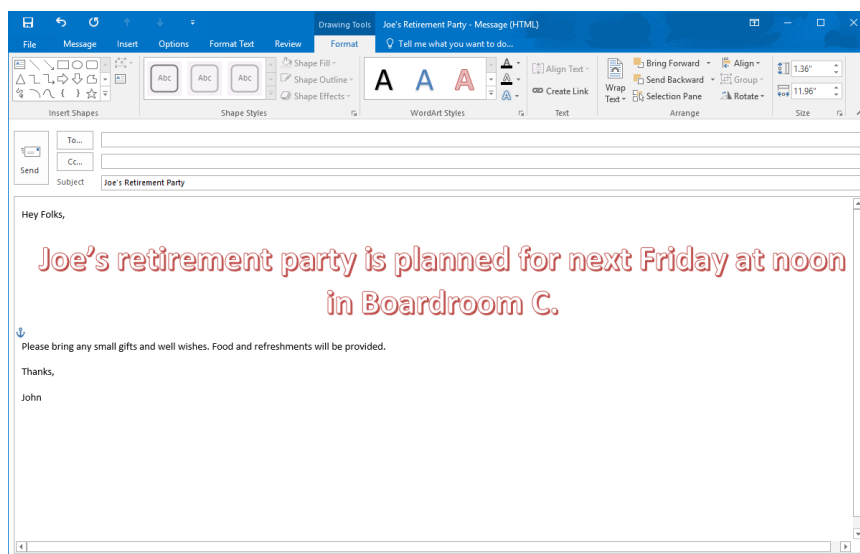 Drawing Tools Joe's Retirement Party - Message (HTML)
File Message Insert Options Format Text Review Format Tell me what you want to do...
Abc Abc Abc
Shape Fill
Shape Outline
Shape Effects
A A A
A
A
A
Align Text
Create Link
Wrap Text
Bring Forward
Send Backward
Selection Pane
Align
Group
Rotate
1.36"
11.96"
Insert Shapes Shape Styles WordArt Styles Text Arrange Size
Send
To...
Cc...
Subject Joe's Retirement Party
Hey Folks,
Joe's retirement party is planned for next Friday at noon
in Boardroom C.
Please bring any small gifts and well wishes. Food and refreshments will be provided.
Thanks,
John